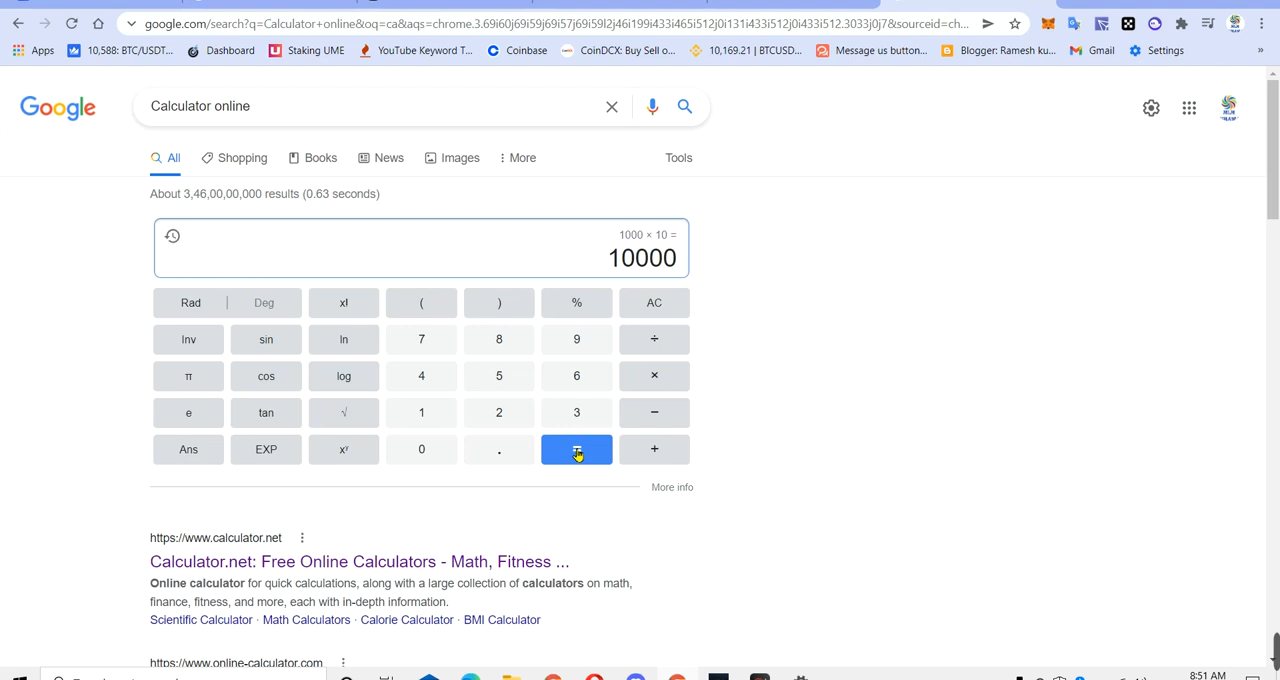 google.com/search?q=Calculator+online&oq=ca&aqs=chrome.3.69i60j69i59j69i57j69i59l2j46i199i433i465i512j0i131i433i512j0i433i512.3033j0j7&sourceid=ch...
Apps 10,588: BTC/USDT... Dashboard Staking UME YouTube Keyword T... Coinbase CoinDCX: Buy Sell o... 10,169.21 | BTCUSD... Message us button... Blogger: Ramesh ku... Gmail Settings »
Google Calculator online
All Shopping Books News Images More Tools
About 3,46,00,00,000 results (0.63 seconds)
1000 × 10 =
10000
Rad | Deg x! ( ) % AC
Inv sin ln 7 8 9 ÷
π cos log 4 5 6 ×
e tan √ 1 2 3 −
Ans EXP xʸ 0 . = +
More info
https://www.calculator.net
Calculator.net: Free Online Calculators - Math, Fitness ...
Online calculator for quick calculations, along with a large collection of calculators on math,
finance, fitness, and more, each with in-depth information.
Scientific Calculator · Math Calculators · Calorie Calculator · BMI Calculator
https://www.online-calculator.com
8:51 AM